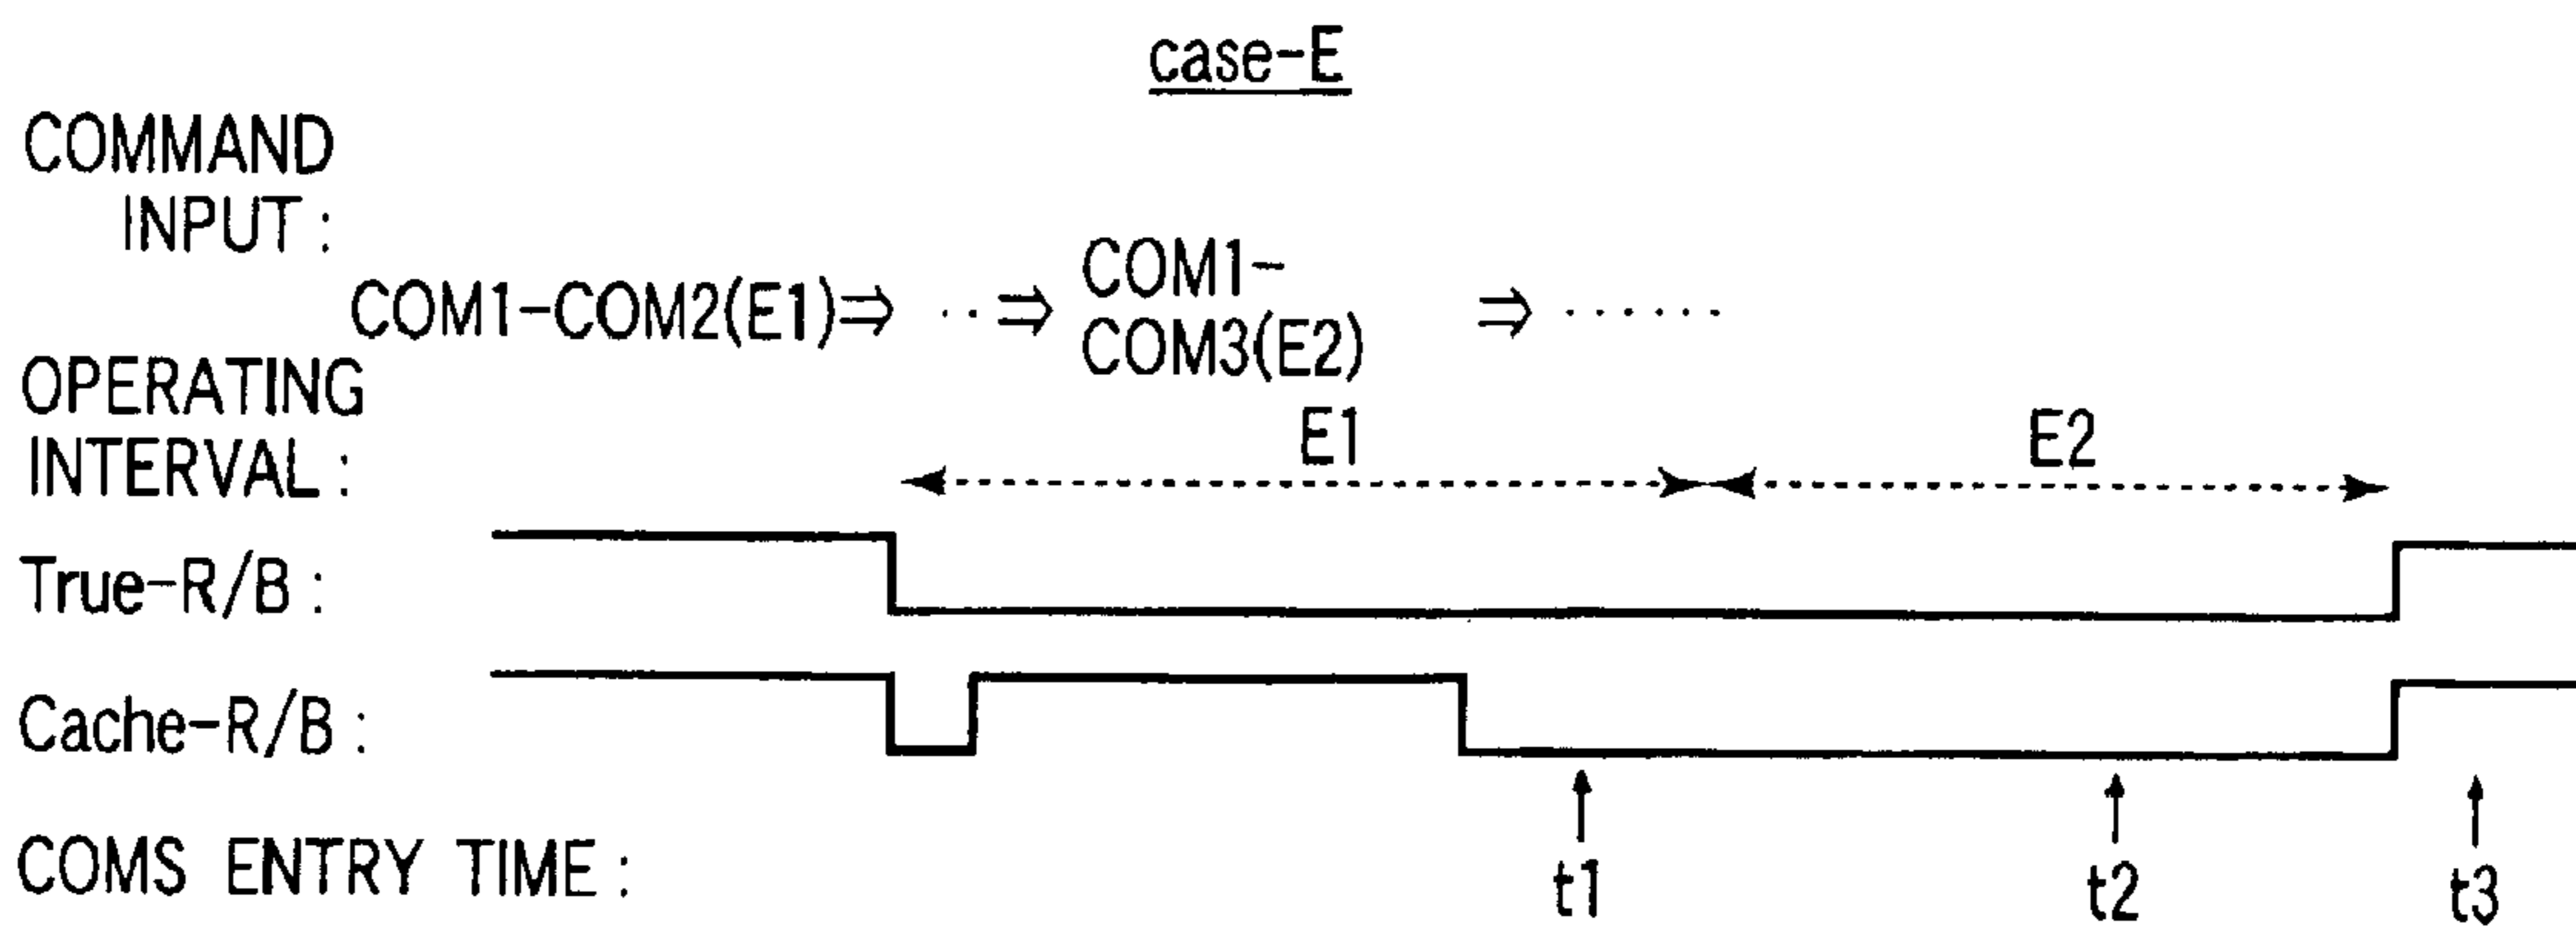 case-E
COMMAND
INPUT :
COM1-COM2(E1)⇒ ‥⇒ COM1- ⇒ ······
COM3(E2)
OPERATING
INTERVAL :
E1
E2
True-R/B :
Cache-R/B :
COMS ENTRY TIME :
t1
t2
t3